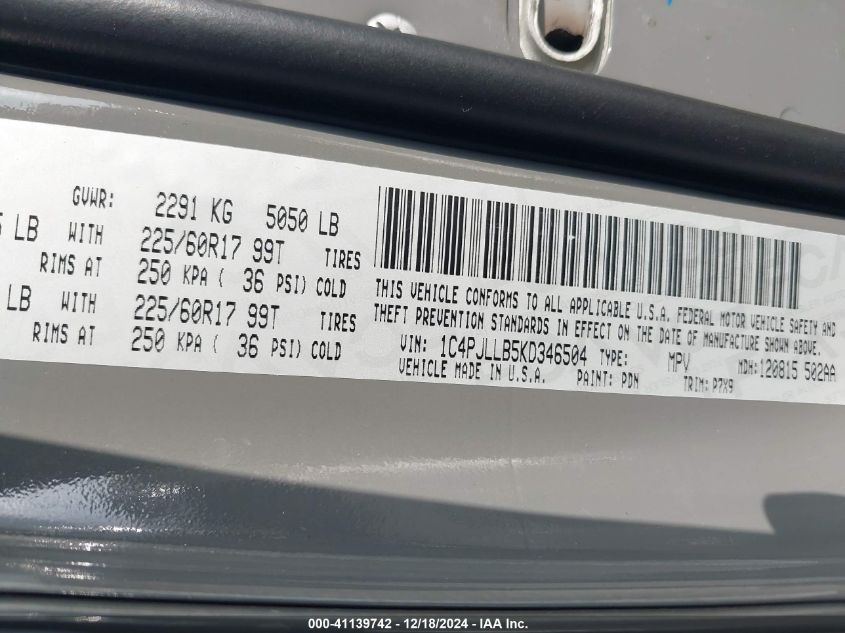 GVWR: 2291 KG 5050 LB
LB WITH 225/60R17 99T TIRES
RIMS AT 250 KPA ( 36 PSI) COLD
LB WITH 225/60R17 99T TIRES
RIMS AT 250 KPA ( 36 PSI) COLD
THIS VEHICLE CONFORMS TO ALL APPLICABLE U.S.A. FEDERAL MOTOR VEHICLE SAFETY AND
THEFT PREVENTION STANDARDS IN EFFECT ON THE DATE OF MANUFACTURE SHOWN ABOVE.
VIN: 1C4PJLLB5KD346504 TYPE: MPV MDH:120815 502AA
VEHICLE MADE IN U.S.A. PAINT: PDN TRIM: P7X9
000-41139742 - 12/18/2024 - IAA Inc.